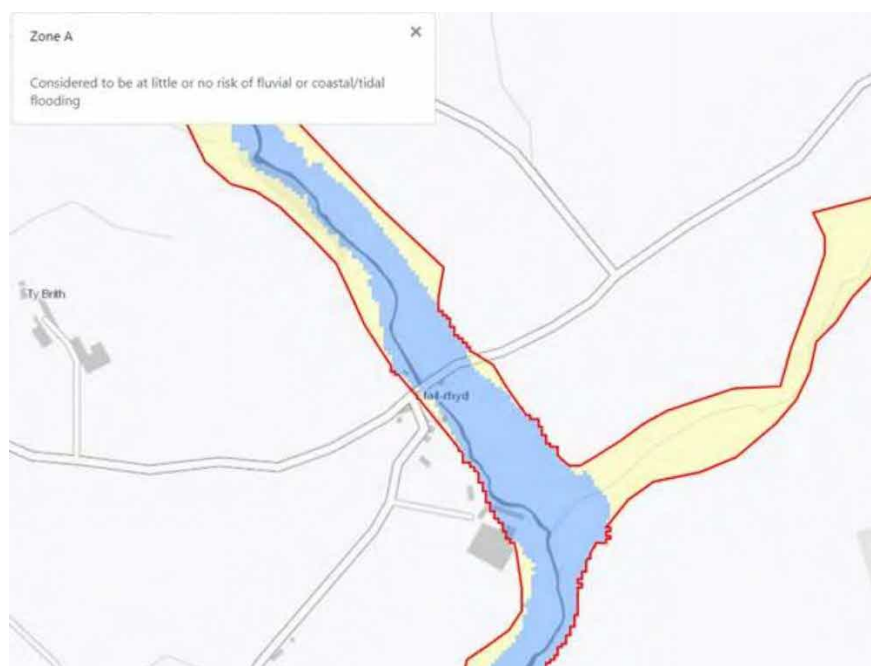 Zone A
Considered to be at little or no risk of fluvial or coastal/tidal
flooding
Ty Brith